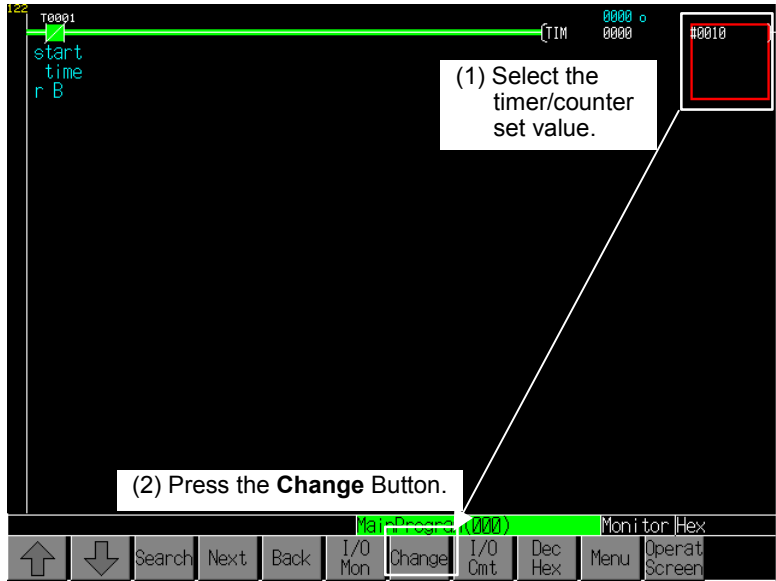 122
T0001
0000 o
(TIM 0000 #0010 )
start
time
r B
(1) Select the
timer/counter
set value.
(2) Press the Change Button.
MainProgram(000) Monitor Hex
Search Next Back I/O Mon Change I/O Cmt Dec Hex Menu Operat Screen